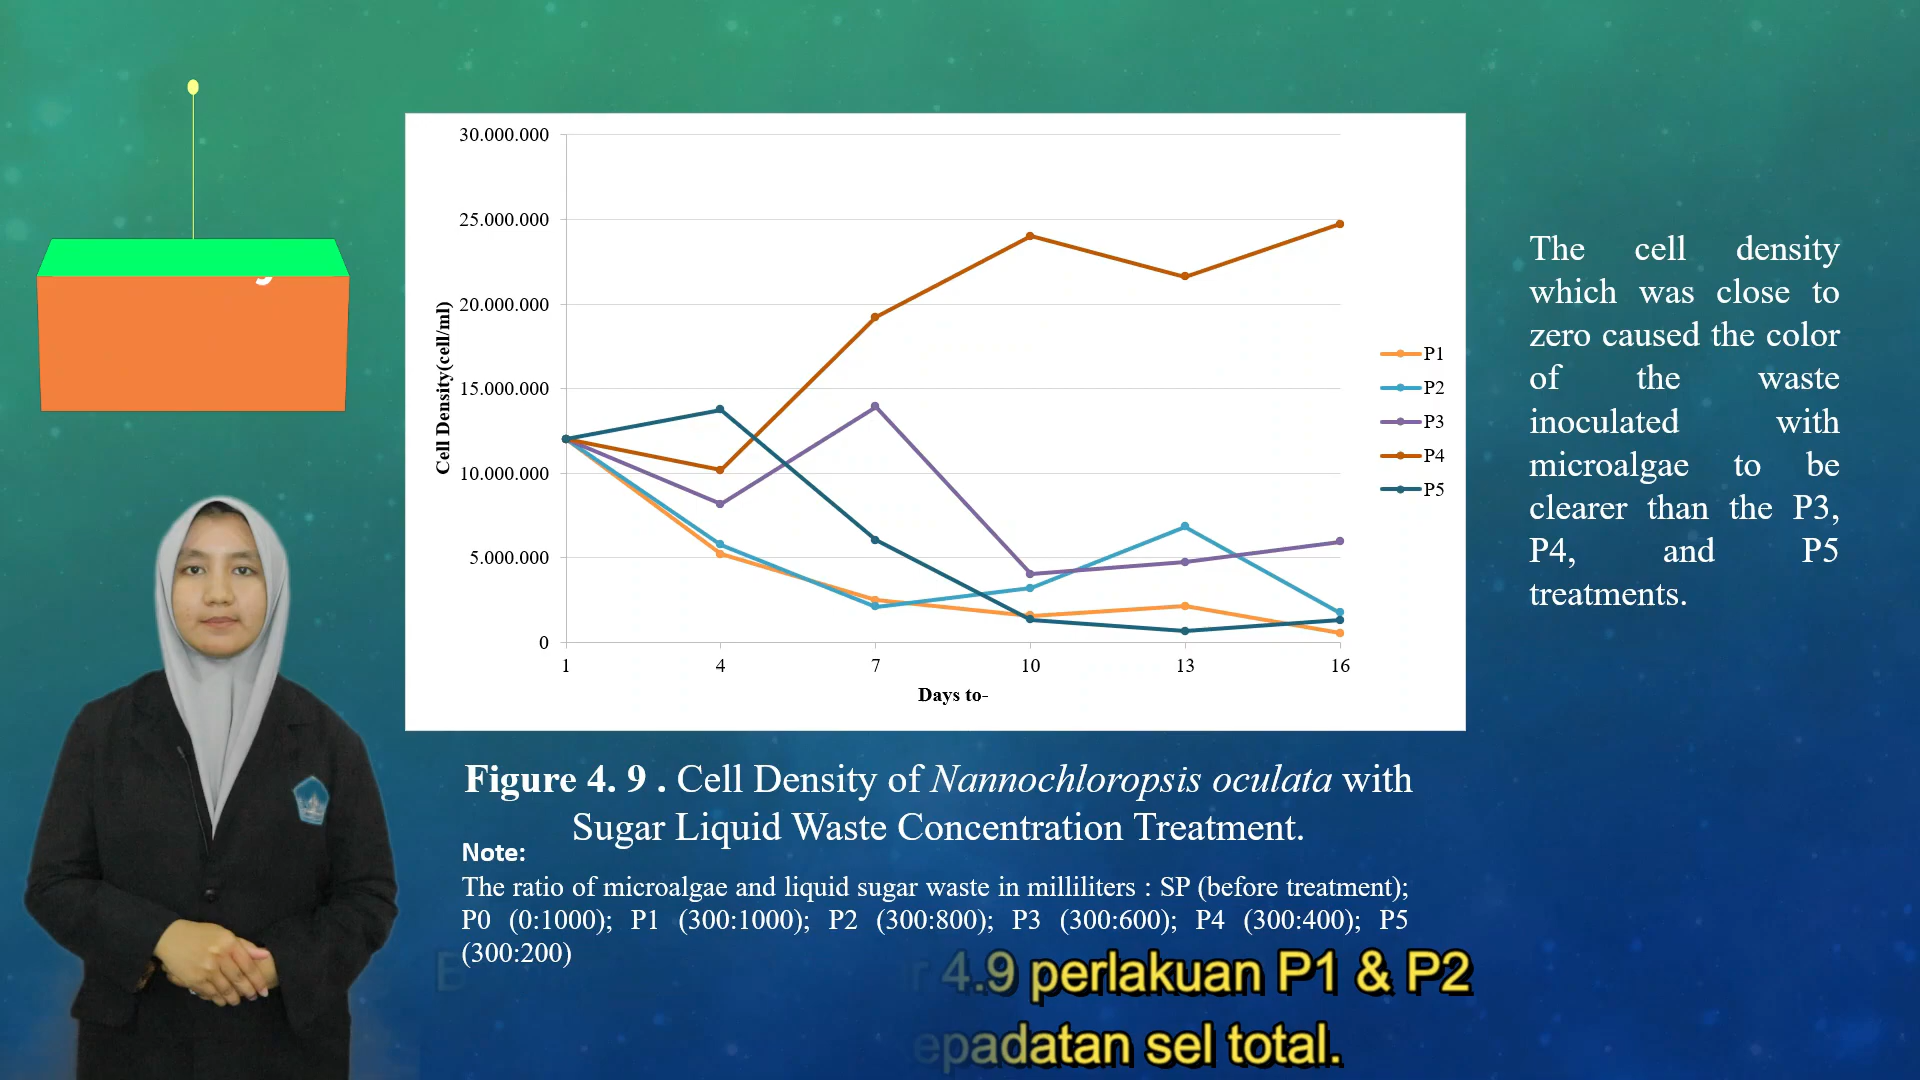 30.000.000
25.000.000
20.000.000
15.000.000
10.000.000
5.000.000
0
Cell Density(cell/ml)
1 4 7 10 13 16
Days to-
P1
P2
P3
P4
P5
The cell density
which was close to
zero caused the color
of the waste
inoculated with
microalgae to be
clearer than the P3,
P4, and P5
treatments.
Figure 4. 9 . Cell Density of Nannochloropsis oculata with
Sugar Liquid Waste Concentration Treatment.
Note:
The ratio of microalgae and liquid sugar waste in milliliters : SP (before treatment);
P0 (0:1000); P1 (300:1000); P2 (300:800); P3 (300:600); P4 (300:400); P5
(300:200)
4.9 perlakuan P1 & P2
epadatan sel total.